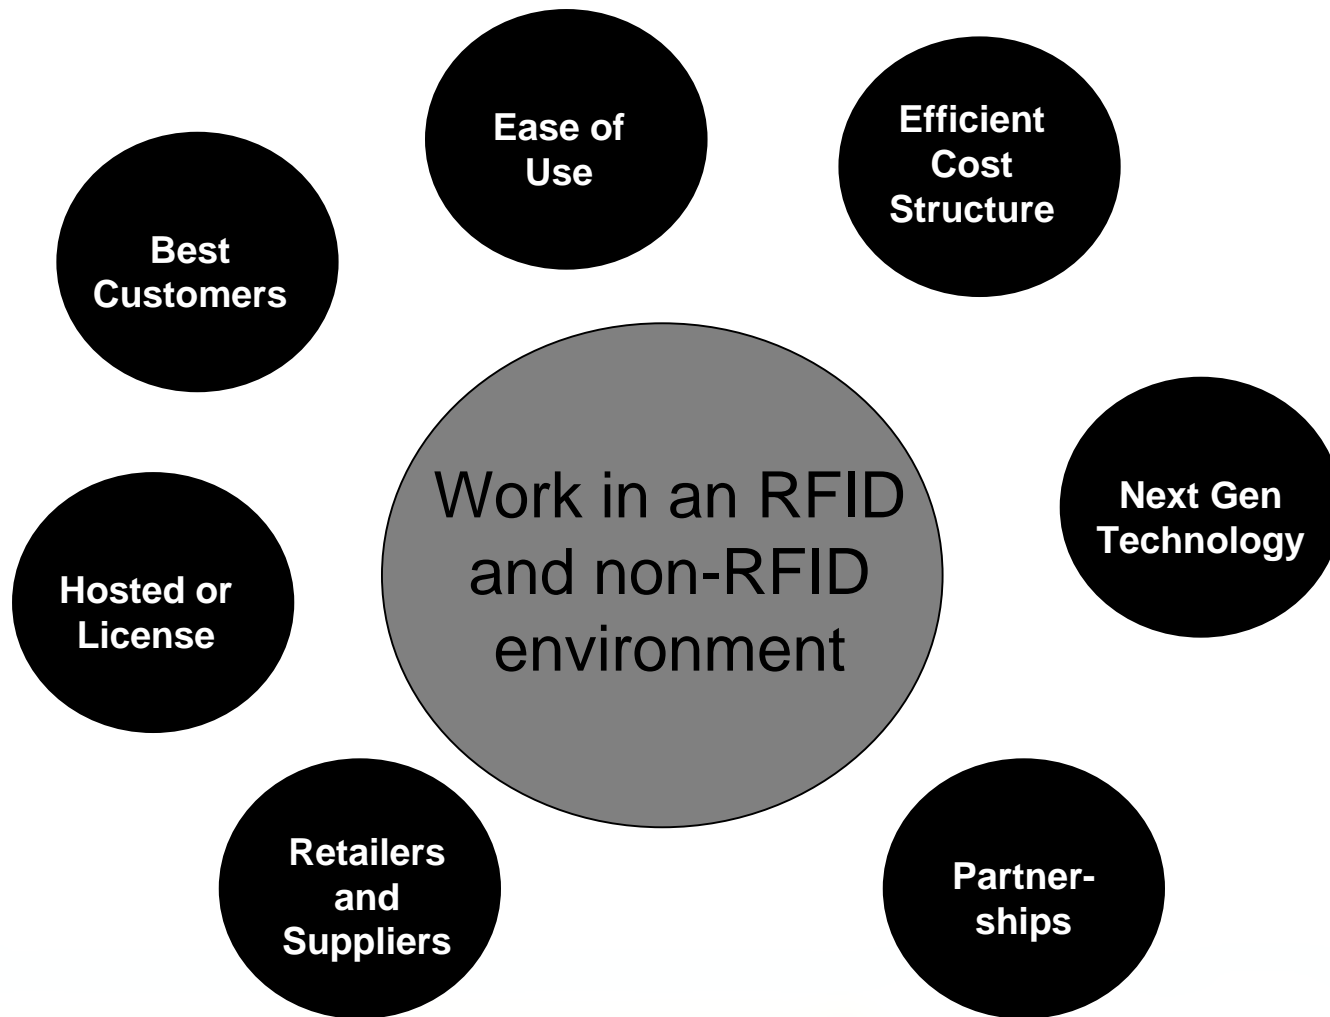 Ease of
Use
Efficient
Cost
Structure
Best
Customers
Work in an RFID
and non-RFID
environment
Next Gen
Technology
Hosted or
License
Retailers
and
Suppliers
Partner-
ships